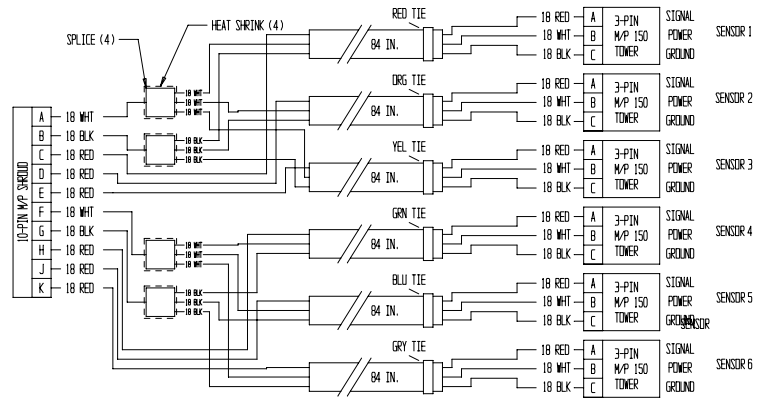 SPLICE (4)
HEAT SHRINK (4)
10-PIN M/P SHROUD
A 18 WHT
B 18 BLK
C 18 RED
D 18 RED
E 18 RED
F 18 WHT
G 18 BLK
H 18 RED
J 18 RED
K 18 RED
18 WHT
18 WHT
18 WHT
18 BLK
18 BLK
18 BLK
18 WHT
18 WHT
18 WHT
18 BLK
18 BLK
18 BLK
RED TIE
84 IN.
18 RED A 3-PIN SIGNAL
18 WHT B M/P 150 POWER SENSOR 1
18 BLK C TOWER GROUND
ORG TIE
84 IN.
18 RED A 3-PIN SIGNAL
18 WHT B M/P 150 POWER SENSOR 2
18 BLK C TOWER GROUND
YEL TIE
84 IN.
18 RED A 3-PIN SIGNAL
18 WHT B M/P 150 POWER SENSOR 3
18 BLK C TOWER GROUND
GRN TIE
84 IN.
18 RED A 3-PIN SIGNAL
18 WHT B M/P 150 POWER SENSOR 4
18 BLK C TOWER GROUND
BLU TIE
84 IN.
18 RED A 3-PIN SIGNAL
18 WHT B M/P 150 POWER SENSOR 5
18 BLK C TOWER GROUND
SENSOR
GRY TIE
84 IN.
18 RED A 3-PIN SIGNAL
18 WHT B M/P 150 POWER SENSOR 6
18 BLK C TOWER GROUND